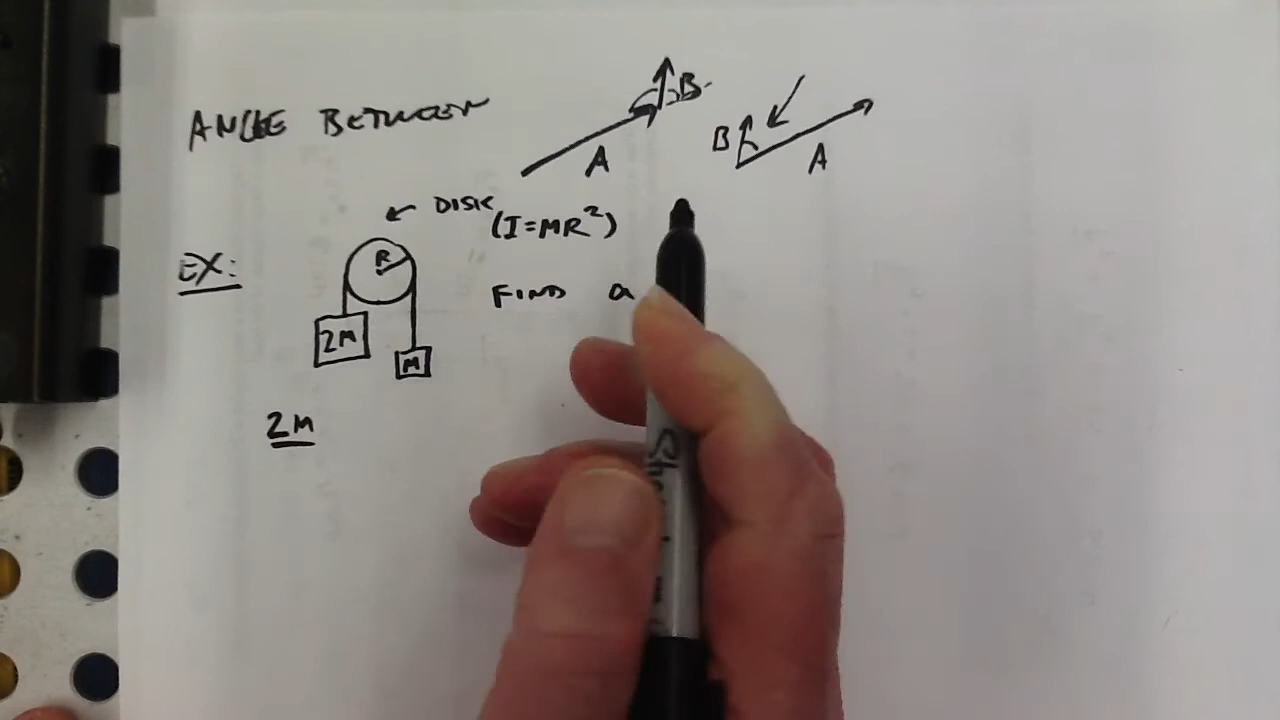 ANGLE BETWEEN
A B
B A
DISK
(I=MR²)
EX:
R
2M
M
FIND a
2M